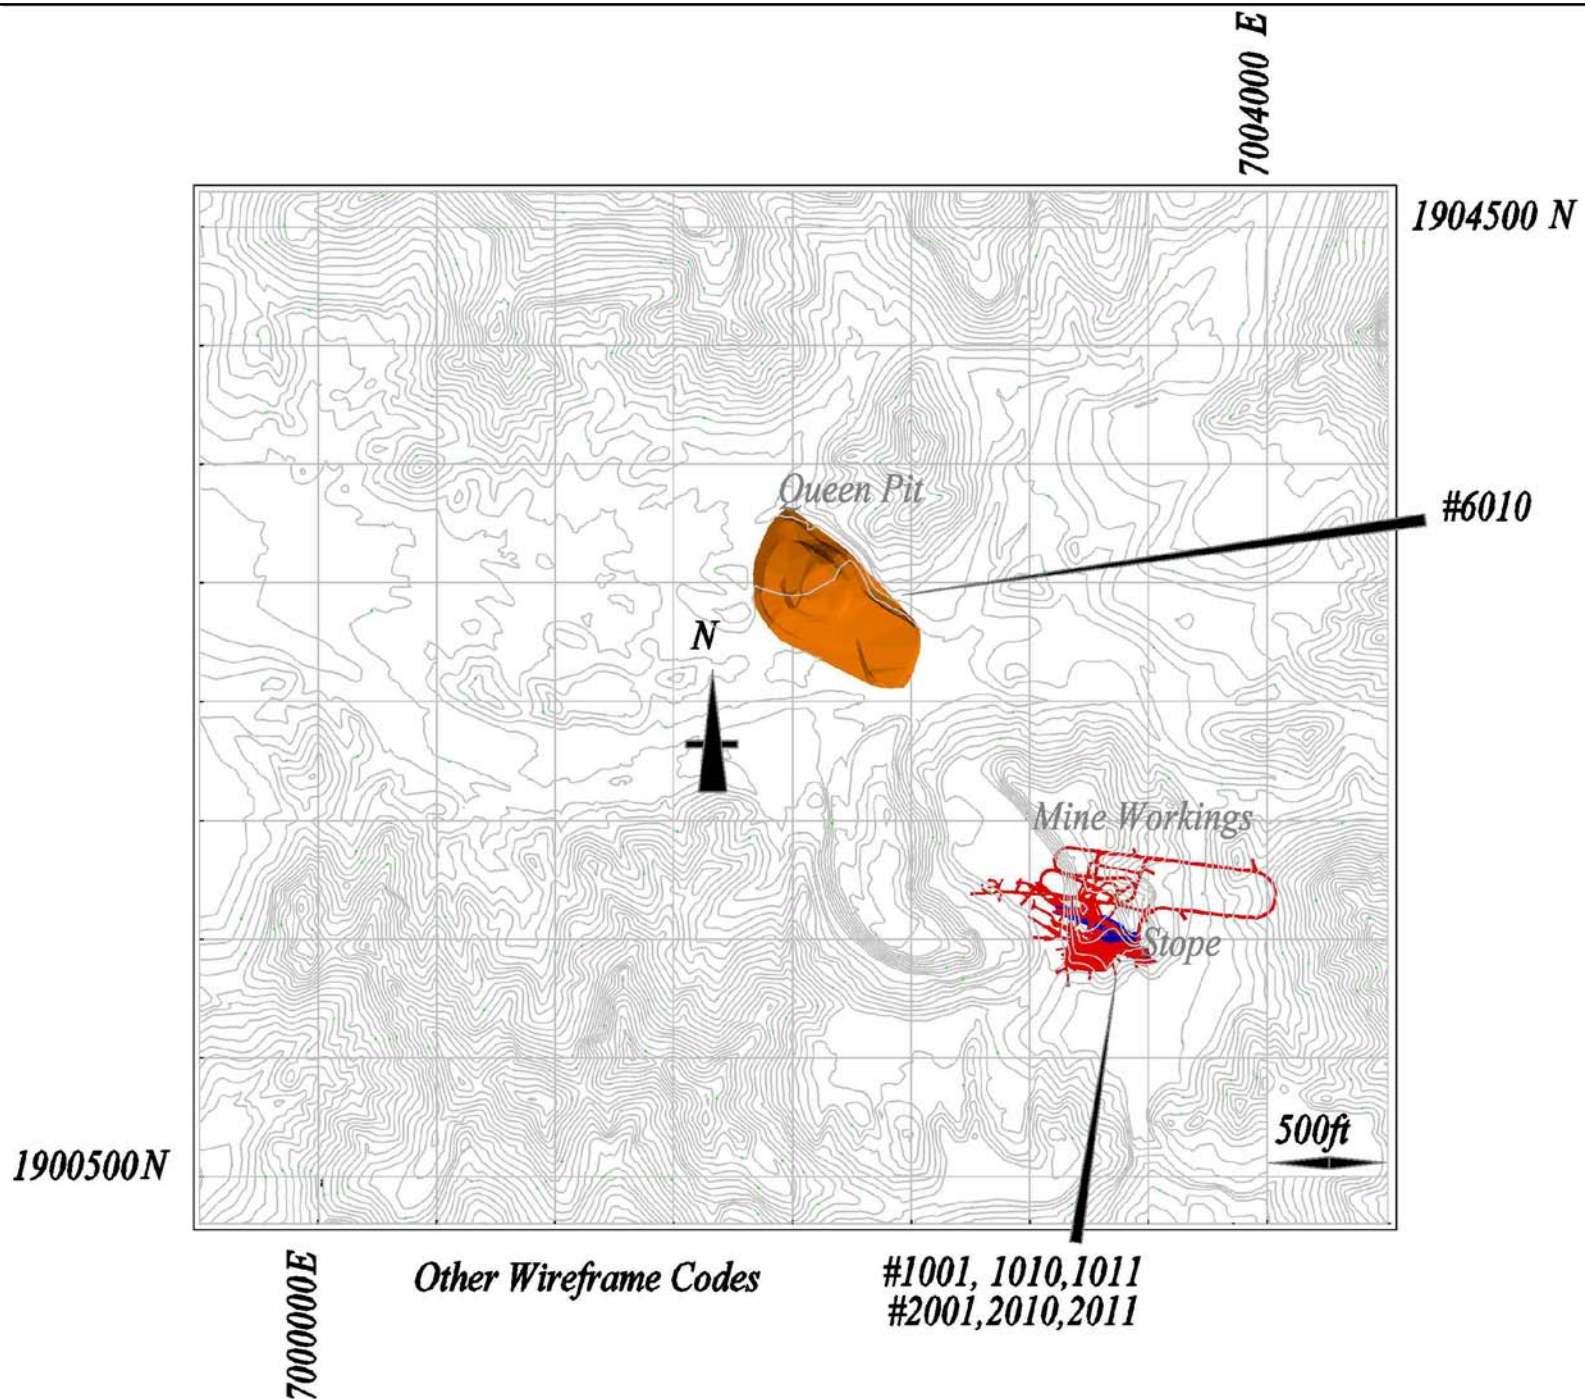 7004000 E
1904500 N
Queen Pit
#6010
N
Mine Workings
Stope
500ft
1900500N
7000000E
Other Wireframe Codes
#1001, 1010,1011
#2001,2010,2011